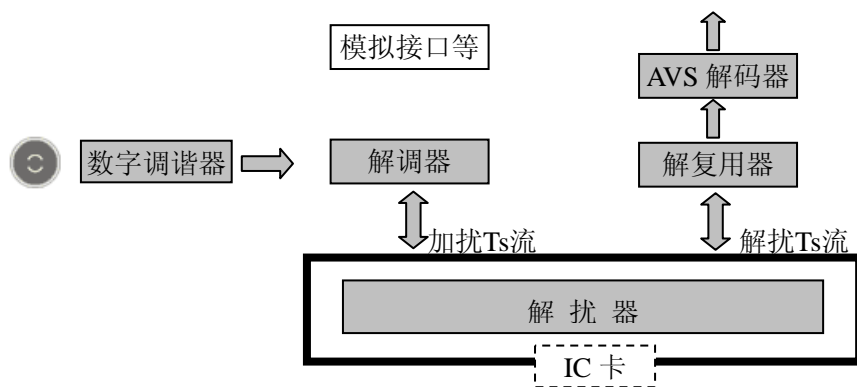 模拟接口等
AVS 解码器
数字调谐器
解调器
解复用器
加扰Ts流
解扰Ts流
解 扰 器
IC 卡